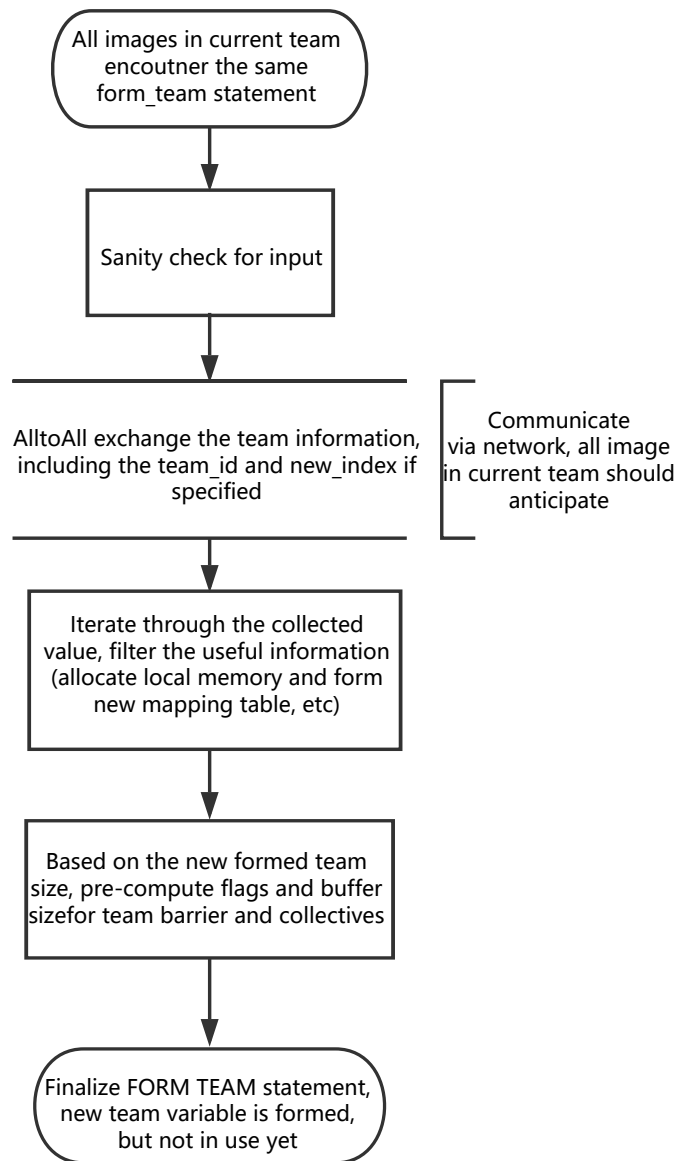 All images in current team
encoutner the same
form_team statement
Sanity check for input
AlltoAll exchange the team information,
including the team_id and new_index if
specified
Communicate
via network, all image
in current team should
anticipate
Iterate through the collected
value, filter the useful information
(allocate local memory and form
new mapping table, etc)
Based on the new formed team
size, pre-compute flags and buffer
sizefor team barrier and collectives
Finalize FORM TEAM statement,
new team variable is formed,
but not in use yet